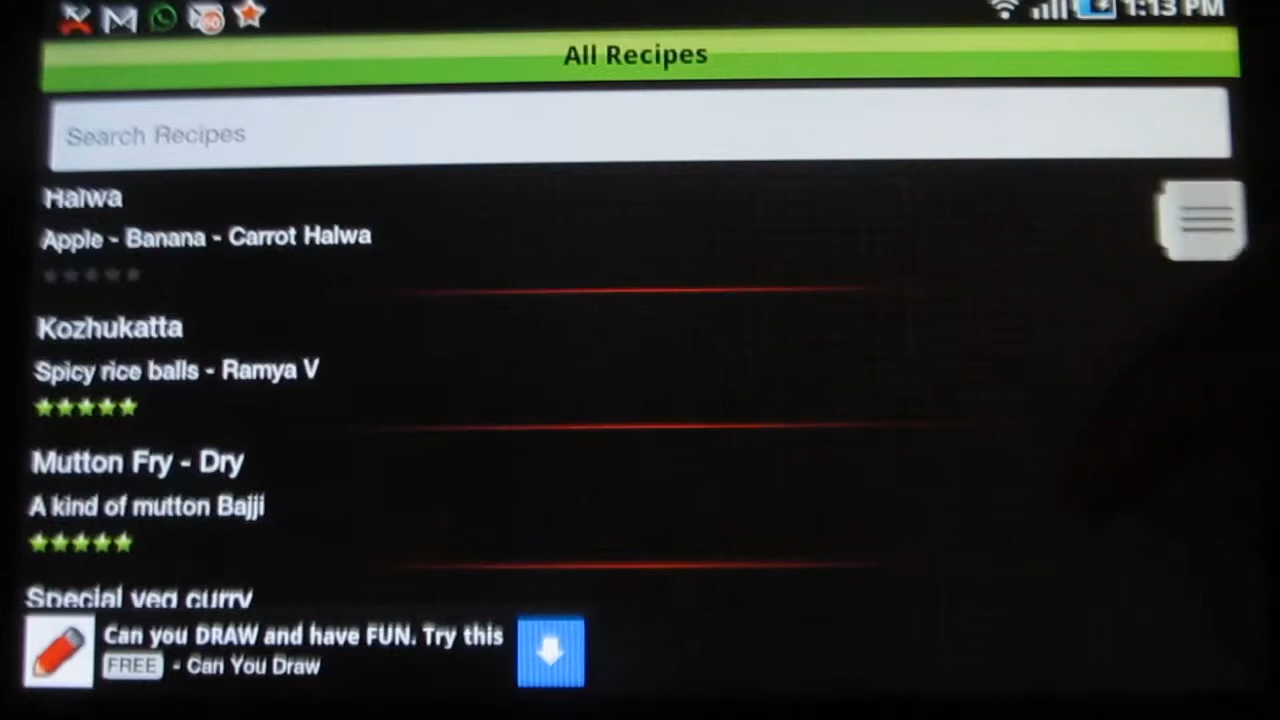 1:13 PM
All Recipes
Search Recipes
Halwa
Apple - Banana - Carrot Halwa
Kozhukatta
Spicy rice balls - Ramya V
Mutton Fry - Dry
A kind of mutton Bajji
Special veg curry
Can you DRAW and have FUN. Try this
FREE - Can You Draw